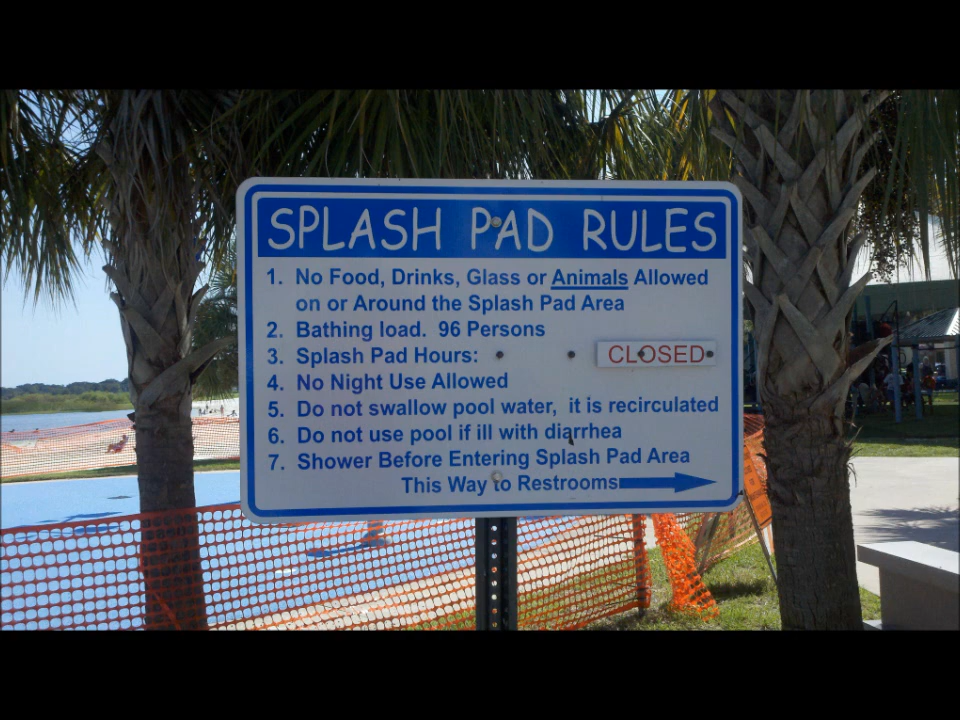 SPLASH PAD RULES
1. No Food, Drinks, Glass or Animals Allowed
on or Around the Splash Pad Area
2. Bathing load. 96 Persons
3. Splash Pad Hours: CLOSED
4. No Night Use Allowed
5. Do not swallow pool water, it is recirculated
6. Do not use pool if ill with diarrhea
7. Shower Before Entering Splash Pad Area
This Way to Restrooms